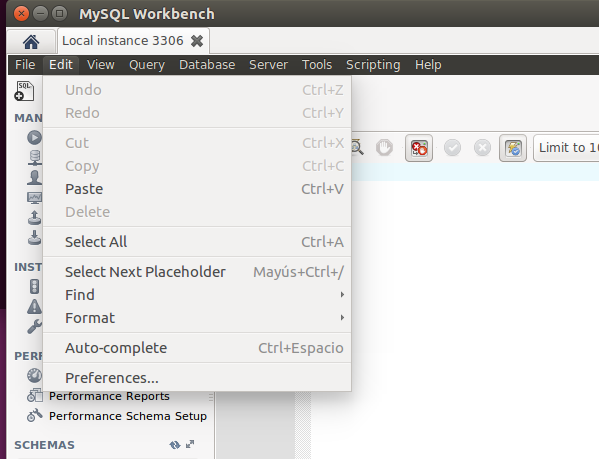 MySQL Workbench
Local instance 3306
File Edit View Query Database Server Tools Scripting Help
SQL
Undo Ctrl+Z
Redo Ctrl+Y
MAN
Cut Ctrl+X
Limit to 10
Copy Ctrl+C
Paste Ctrl+V
Delete
Select All Ctrl+A
INST
Select Next Placeholder Mayús+Ctrl+/
Find
Format
Auto-complete Ctrl+Espacio
PERF
Preferences...
Performance Reports
Performance Schema Setup
SCHEMAS